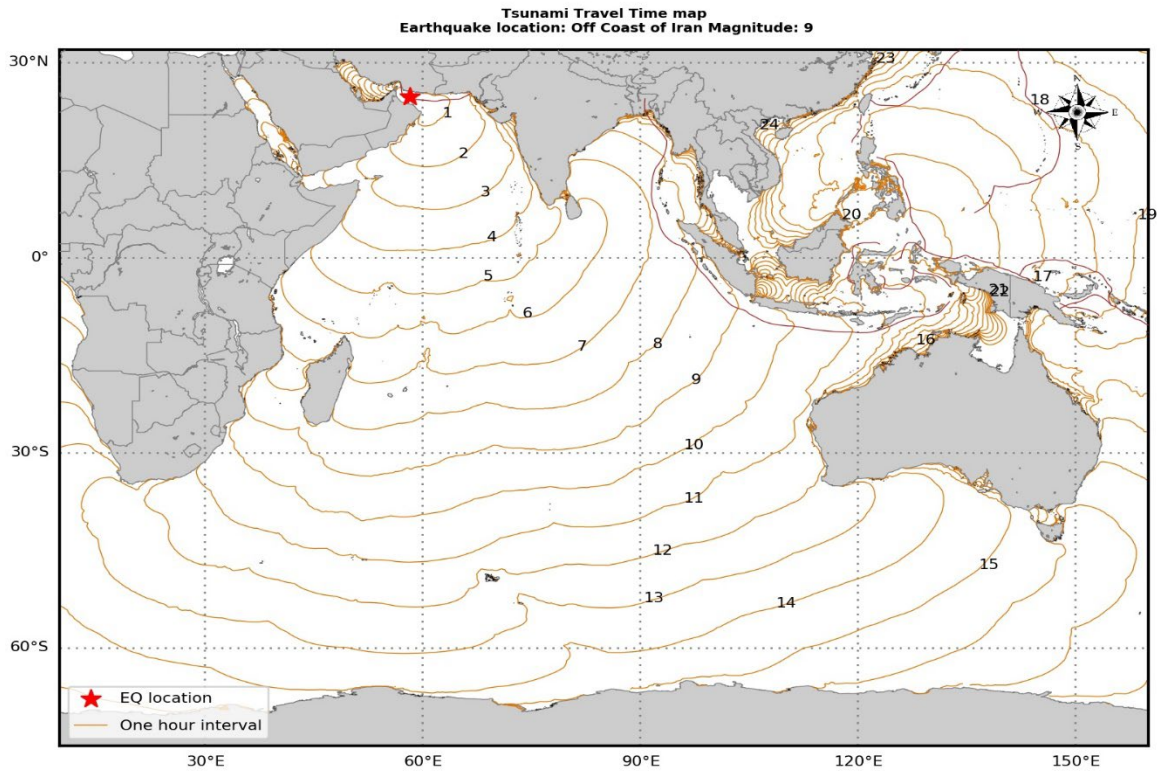 Tsunami Travel Time map
Earthquake location: Off Coast of Iran Magnitude: 9
30°N
0°
30°S
60°S
30°E
60°E
90°E
120°E
150°E
1
2
3
4
5
6
7
8
9
10
11
12
13
14
15
16
17
18
19
20
21
22
23
24
N
E
S
W
EQ location
One hour interval